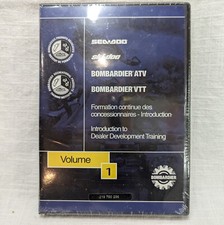 SEA-DOO
ski-doo
BOMBARDIER ATV
BOMBARDIER VTT
Formation continue des
concessionnaires - Introduction
Introduction to
Dealer Development Training
Volume
1
BOMBARDIER